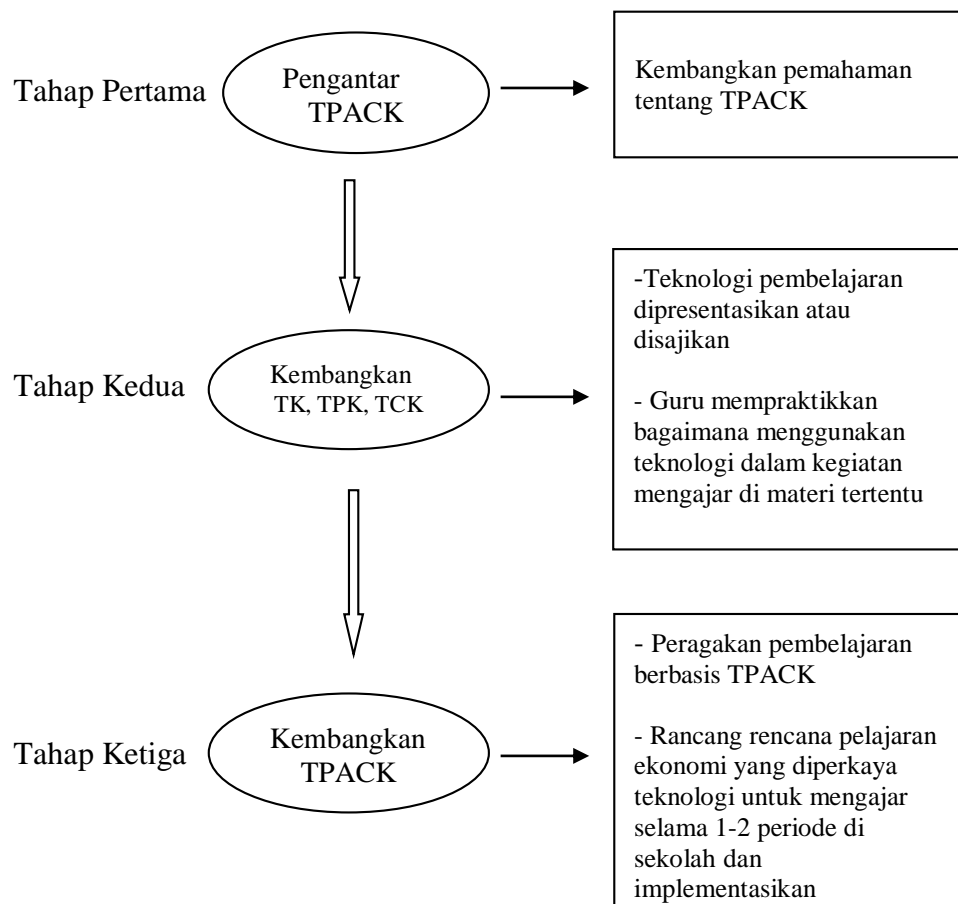 Tahap Pertama
Pengantar
TPACK
Kembangkan pemahaman
tentang TPACK
Tahap Kedua
Kembangkan
TK, TPK, TCK
-Teknologi pembelajaran
dipresentasikan atau
disajikan
- Guru mempraktikkan
bagaimana menggunakan
teknologi dalam kegiatan
mengajar di materi tertentu
Tahap Ketiga
Kembangkan
TPACK
- Peragakan pembelajaran
berbasis TPACK
- Rancang rencana pelajaran
ekonomi yang diperkaya
teknologi untuk mengajar
selama 1-2 periode di
sekolah dan
implementasikan